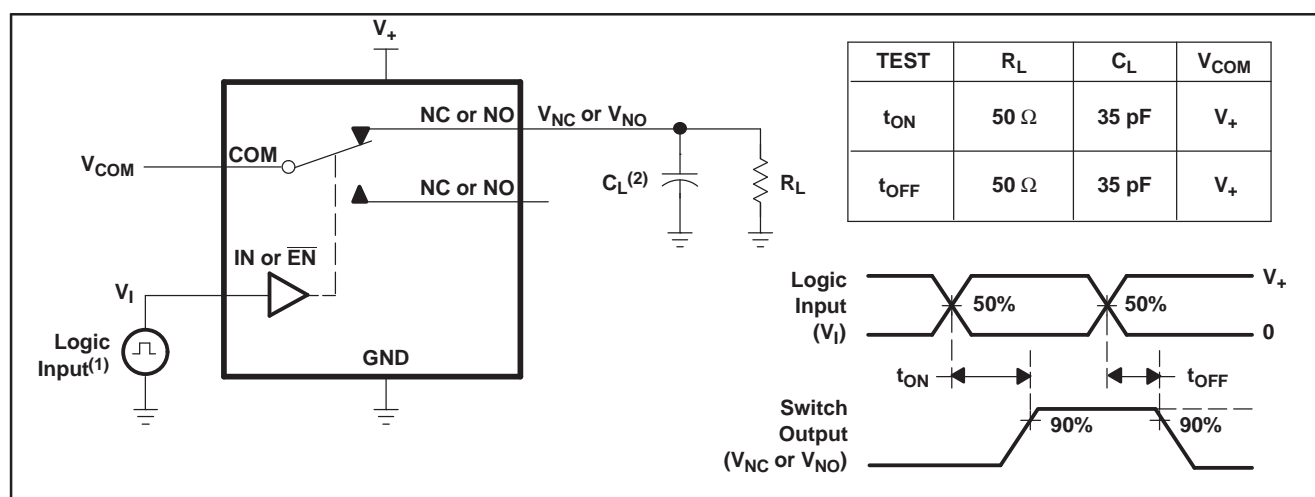 V+
NC or NO
VNC or VNO
VCOM
COM
CL(2)
RL
NC or NO
IN or E̅N̅
VI
Logic
Input(1)
GND
TEST RL CL VCOM
tON 50 Ω 35 pF V+
tOFF 50 Ω 35 pF V+
Logic
Input
(VI)
50%
50%
V+
0
tON
tOFF
Switch
Output
(VNC or VNO)
90%
90%